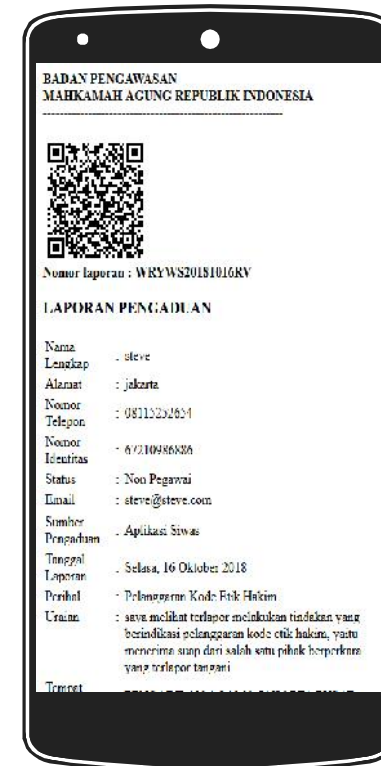 BADAN PENGAWASAN
MAHKAMAH AGUNG REPUBLIK INDONESIA
Nomor laporan : WRYWS20181016RV
LAPORAN PENGADUAN
Nama Lengkap : steve
Alamat : jakarta
Nomor Telepon : 08115252654
Nomor Identitas : 67210986886
Status : Non Pegawai
Email : steve@steve.com
Sumber Pengaduan : Aplikasi Siwas
Tanggal Laporan : Selasa, 16 Oktober 2018
Perihal : Pelanggaran Kode Etik Hakim
Uraian : saya melihat terlapor melakukan tindakan yang
berindikasi pelanggaran kode etik hakim, yaitu
menerima suap dari salah satu pihak berperkara
yang terlapor tangani
Tempat